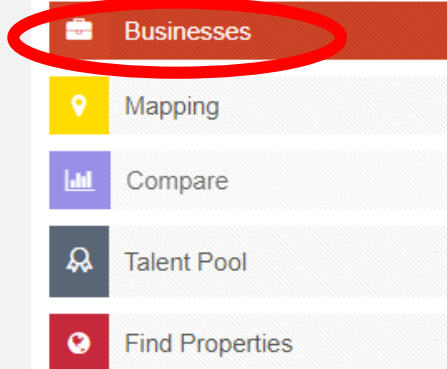 Businesses
Mapping
Compare
Talent Pool
Find Properties